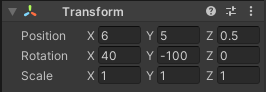 Transform
Position X 6 Y 5 Z 0.5
Rotation X 40 Y -100 Z 0
Scale X 1 Y 1 Z 1